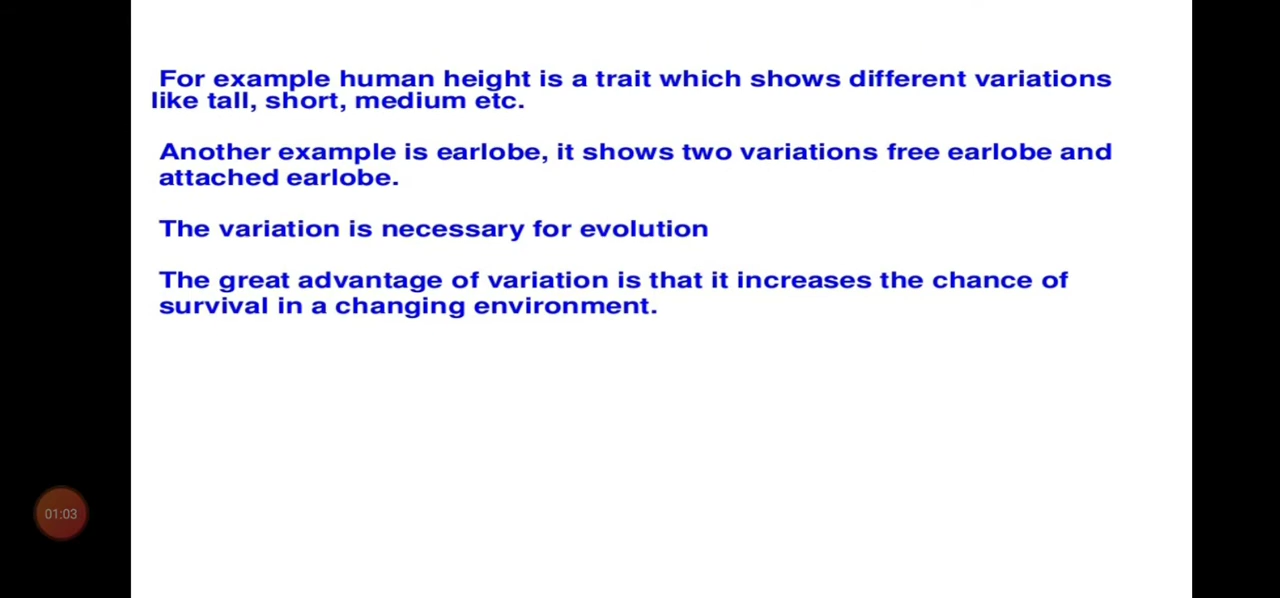 For example human height is a trait which shows different variations
like tall, short, medium etc.
Another example is earlobe, it shows two variations free earlobe and
attached earlobe.
The variation is necessary for evolution
The great advantage of variation is that it increases the chance of
survival in a changing environment.
01:03